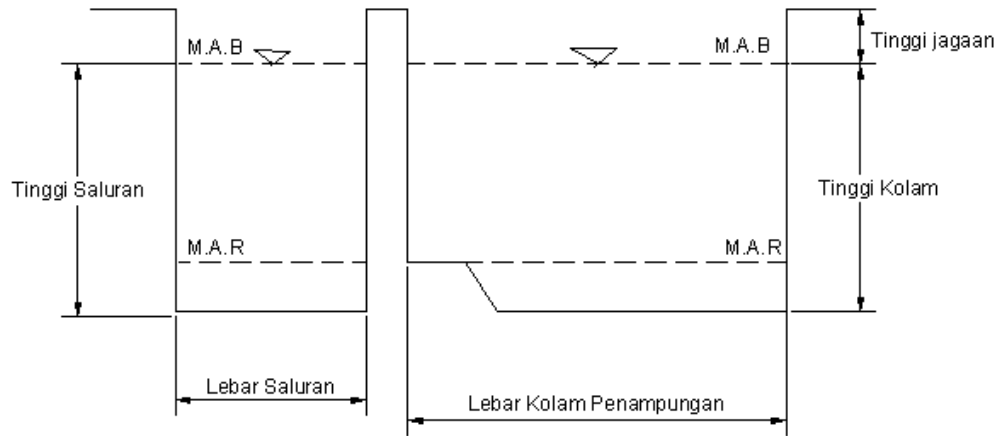 M.A.B
M.A.B
Tinggi jagaan
Tinggi Saluran
Tinggi Kolam
M.A.R
M.A.R
Lebar Saluran
Lebar Kolam Penampungan